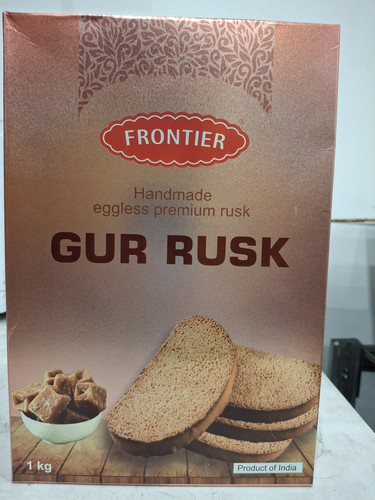 FRONTIER
Handmade
eggless premium rusk
GUR RUSK
1 kg
Product of India